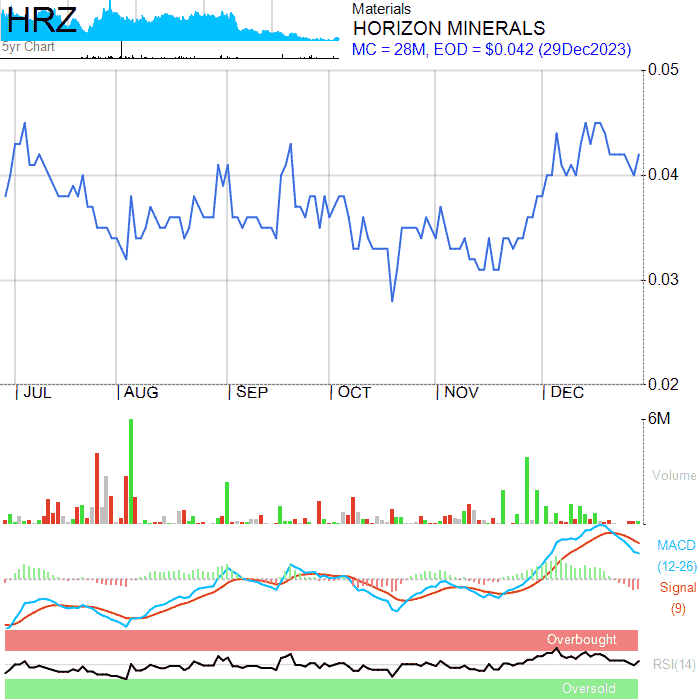 HRZ
5yr Chart
Materials
HORIZON MINERALS
MC = 28M, EOD = $0.042 (29Dec2023)
0.05
0.04
0.03
0.02
JUL AUG SEP OCT NOV DEC
6M
Volume
MACD
(12-26)
Signal
(9)
Overbought
RSI(14)
Oversold